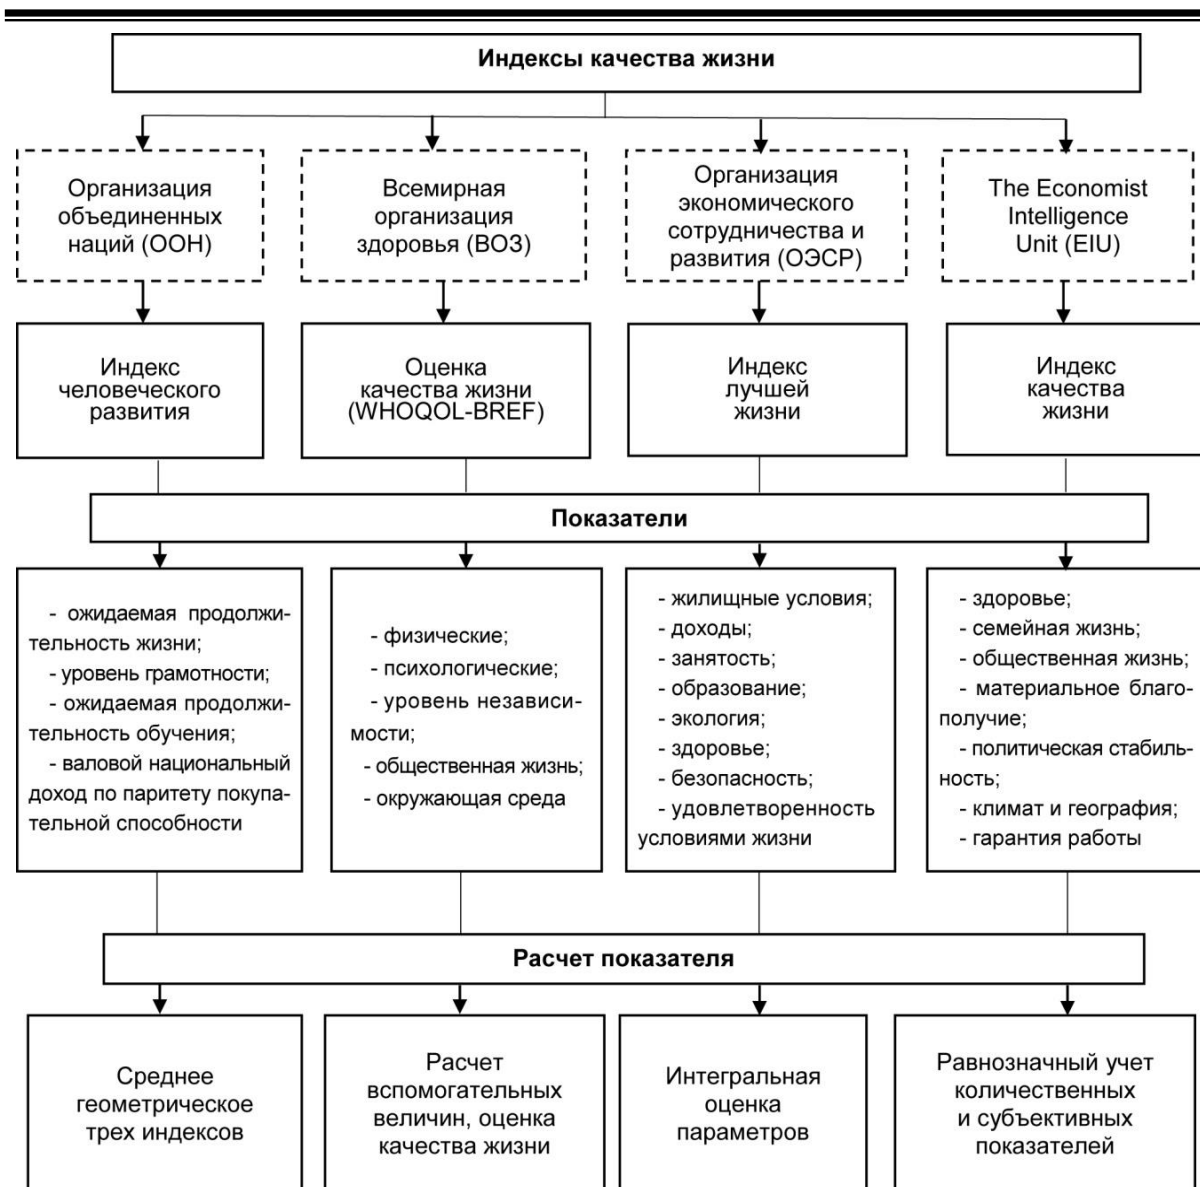 Индексы качества жизни
Организация
объединенных
наций (ООН)
Всемирная
организация
здоровья (ВОЗ)
Организация
экономического
сотрудничества и
развития (ОЭСР)
The Economist
Intelligence
Unit (EIU)
Индекс
человеческого
развития
Оценка
качества жизни
(WHOQOL-BREF)
Индекс
лучшей
жизни
Индекс
качества
жизни
Показатели
- ожидаемая продолжи-
тельность жизни;
- уровень грамотности;
- ожидаемая продолжи-
тельность обучения;
- валовой национальный
доход по паритету покупа-
тельной способности
- физические;
- психологические;
- уровень независи-
мости;
- общественная жизнь;
- окружающая среда
- жилищные условия;
- доходы;
- занятость;
- образование;
- экология;
- здоровье;
- безопасность;
- удовлетворенность
условиями жизни
- здоровье;
- семейная жизнь;
- общественная жизнь;
- материальное благо-
получие;
- политическая стабиль-
ность;
- климат и география;
- гарантия работы
Расчет показателя
Среднее
геометрическое
трех индексов
Расчет
вспомогательных
величин, оценка
качества жизни
Интегральная
оценка
параметров
Равнозначный учет
количественных
и субъективных
показателей